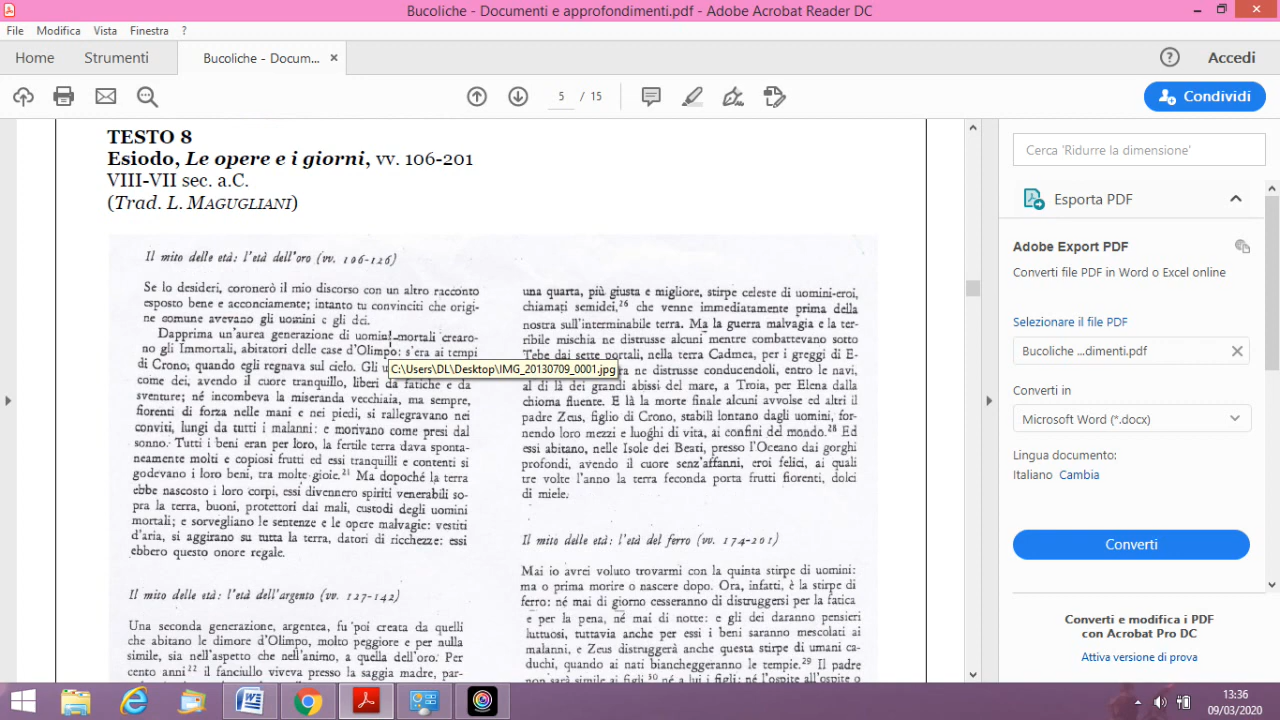 Bucoliche - Documenti e approfondimenti.pdf - Adobe Acrobat Reader DC
File Modifica Vista Finestra ?
Home Strumenti Bucoliche - Docum... × Accedi
5 / 15 Condividi
TESTO 8
Esiodo, Le opere e i giorni, vv. 106-201
VIII-VII sec. a.C.
(Trad. L. MAGUGLIANI)
Il mito delle età: l'età dell'oro (vv. 106-126)
Se lo desideri, coronerò il mio discorso con un altro racconto
esposto bene e acconciamente; intanto tu convinciti che origi-
ne comune avevano gli uomini e gli dei.
Dapprima un'aurea generazione di uomini mortali crearo-
no gli Immortali, abitatori delle case d'Olimpo: s'era ai tempi
di Crono, quando egli regnava sul cielo. Gli
C:\Users\DL\Desktop\IMG_20130709_0001.jpg
come dei, avendo il cuore tranquillo, liberi da fatiche e da
sventure; né incombeva la miseranda vecchiaia, ma sempre,
fiorenti di forza nelle mani e nei piedi, si rallegravano nei
conviti, lungi da tutti i malanni: e morivano come presi dal
sonno. Tutti i beni eran per loro, la fertile terra dava sponta-
neamente molti e copiosi frutti ed essi tranquilli e contenti si
godevano i loro beni, tra molte gioie.21 Ma dopoché la terra
ebbe nascosto i loro corpi, essi divennero spiriti venerabili so-
pra la terra, buoni, protettori dai mali, custodi degli uomini
mortali; e sorvegliano le sentenze e le opere malvagie: vestiti
d'aria, si aggirano su tutta la terra, datori di ricchezze: essi
ebbero questo onore regale.
Il mito delle età: l'età dell'argento (vv. 127-142)
Una seconda generazione, argentea, fu poi creata da quelli
che abitano le dimore d'Olimpo, molto peggiore e per nulla
simile, sia nell'aspetto che nell'animo, a quella dell'oro. Per
cento anni22 il fanciullo viveva presso la saggia madre, par-
una quarta, più giusta e migliore, stirpe celeste di uomini-eroi,
chiamati semidei,26 che venne immediatamente prima della
nostra sull'interminabile terra. Ma la guerra malvagia e la ter-
ribile mischia ne distrusse alcuni mentre combattevano sotto
Tebe dai sette portali, nella terra Cadmea, per i greggi di E-
ra ne distrusse conducendoli, entro le navi,
al di là dei grandi abissi del mare, a Troia, per Elena dalla
chioma fluente. E là la morte finale alcuni avvolse ed altri il
padre Zeus, figlio di Crono, stabilì lontano dagli uomini, for-
nendo loro mezzi e luoghi di vita, ai confini del mondo.28 Ed
essi abitano, nelle Isole dei Beati, presso l'Oceano dai gorghi
profondi, avendo il cuore senz'affanni, eroi felici, ai quali
tre volte l'anno la terra feconda porta frutti fiorenti, dolci
di miele.
Il mito delle età: l'età del ferro (vv. 174-201)
Mai io avrei voluto trovarmi con la quinta stirpe di uomini:
ma o prima morire o nascere dopo. Ora, infatti, è la stirpe di
ferro: né mai di giorno cesseranno di distruggersi per la fatica
e per la pena, né mai di notte: e gli dei daranno pensieri
luttuosi, tuttavia anche per essi i beni saranno mescolati ai
malanni, e Zeus distruggerà anche questa stirpe di umani ca-
duchi, quando ai nati biancheggeranno le tempie.29 Il padre
non sarà simile ai figli30 né a lui i figli; né l'ospite all'ospite o
Cerca 'Ridurre la dimensione'
Esporta PDF
Adobe Export PDF
Converti file PDF in Word o Excel online
Selezionare il file PDF
Bucoliche ...dimenti.pdf
Converti in
Microsoft Word (*.docx)
Lingua documento:
Italiano Cambia
Converti
Converti e modifica i PDF
con Acrobat Pro DC
Attiva versione di prova
13:36
09/03/2020